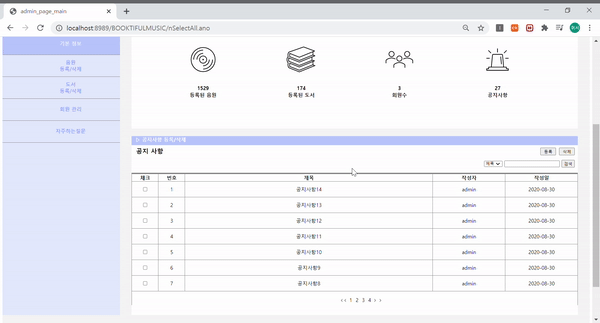 admin_page_main
localhost:8989/BOOKTIFULMUSIC/nSelectAll.ano
기본 정보
음원
등록/삭제
도서
등록/삭제
회원 관리
자주하는질문
1529
등록된 음원
174
등록된 도서
3
회원수
27
공지사항
▷ 공지사항 등록/삭제
공지 사항
등록 삭제
제목 검색
체크 번호 제목 작성자 작성일
1 공지사항14 admin 2020-08-30
2 공지사항13 admin 2020-08-30
3 공지사항12 admin 2020-08-30
4 공지사항11 admin 2020-08-30
5 공지사항10 admin 2020-08-30
6 공지사항9 admin 2020-08-30
7 공지사항8 admin 2020-08-30
<< 1 2 3 4 > >